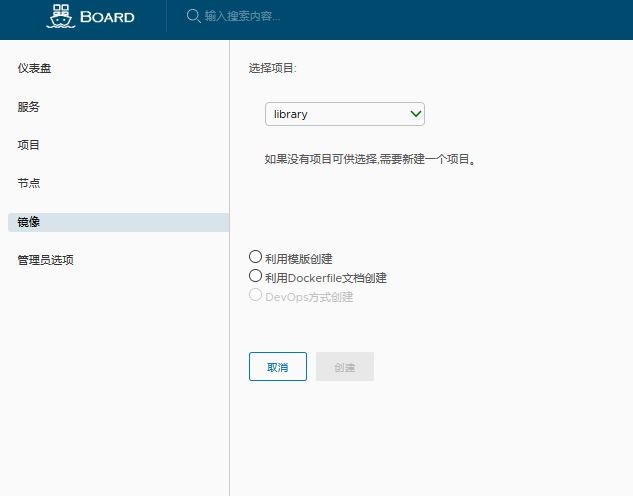 BOARD
输入搜索内容...
仪表盘
服务
项目
节点
镜像
管理员选项
选择项目:
library
如果没有项目可供选择,需要新建一个项目。
利用模版创建
利用Dockerfile文档创建
DevOps方式创建
取消
创建